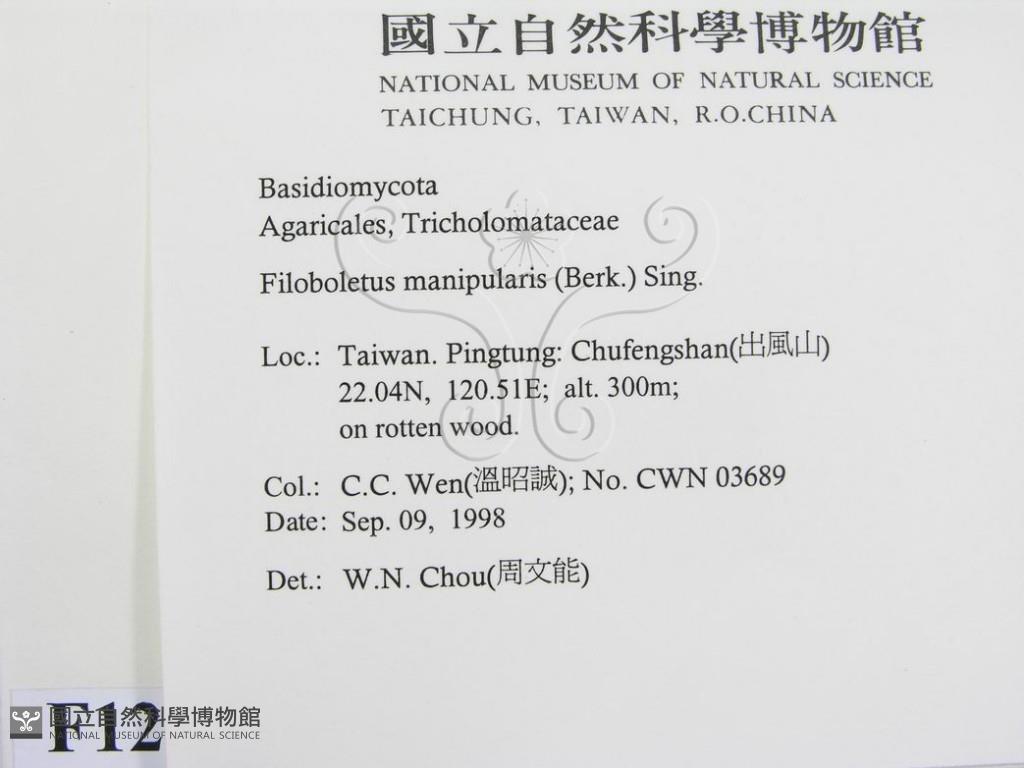 國立自然科學博物館
NATIONAL MUSEUM OF NATURAL SCIENCE
TAICHUNG, TAIWAN, R.O.CHINA
Basidiomycota
Agaricales, Tricholomataceae
Filoboletus manipularis (Berk.) Sing.
Loc.: Taiwan. Pingtung: Chufengshan(出風山)
22.04N, 120.51E; alt. 300m;
on rotten wood.
Col.: C.C. Wen(溫昭誠); No. CWN 03689
Date: Sep. 09, 1998
Det.: W.N. Chou(周文能)
F12
國立自然科學博物館
NATIONAL MUSEUM OF NATURAL SCIENCE